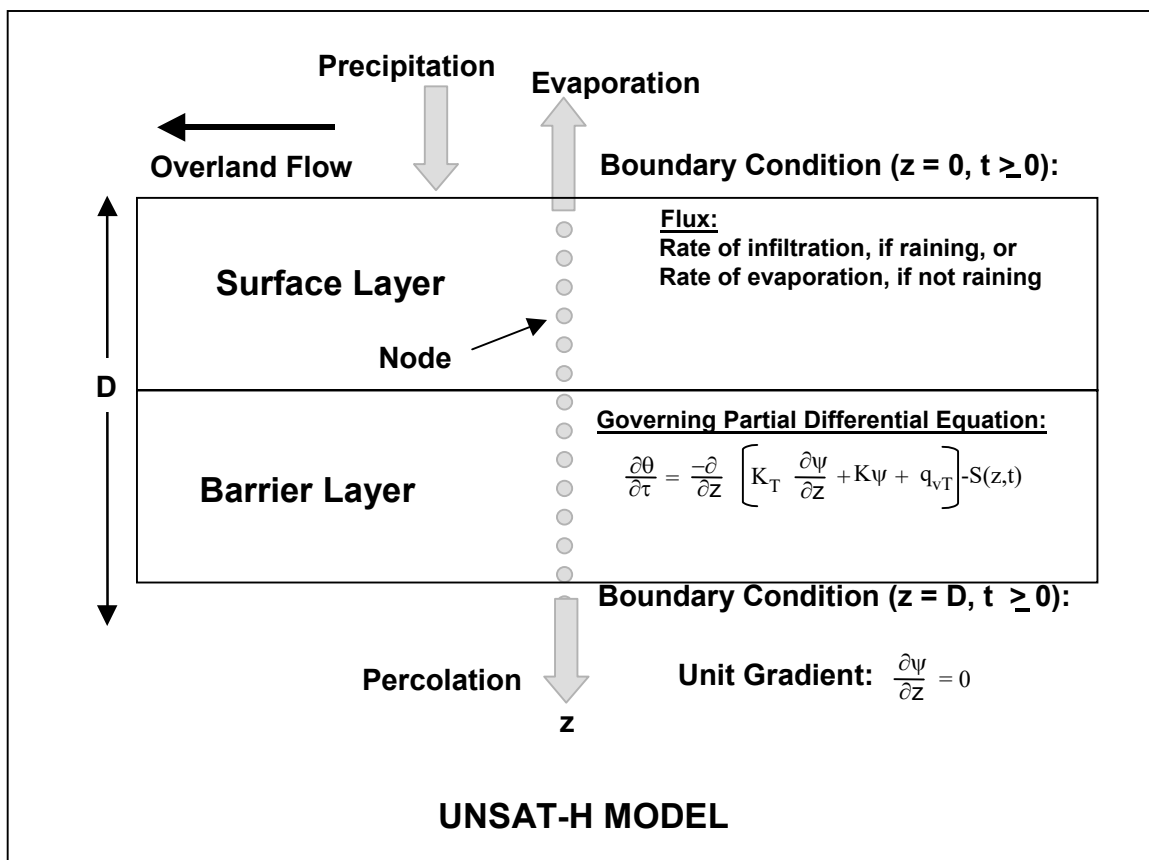 Precipitation
Evaporation
Overland Flow
Boundary Condition (z = 0, t ≥ 0):
Flux:
Rate of infiltration, if raining, or
Rate of evaporation, if not raining
Surface Layer
Node
D
Governing Partial Differential Equation:
∂θ/∂τ = -∂/∂z [K_T ∂ψ/∂z + Kψ + q_vT] -S(z,t)
Barrier Layer
Boundary Condition (z = D, t ≥ 0):
Percolation
Unit Gradient: ∂ψ/∂z = 0
z
UNSAT-H MODEL